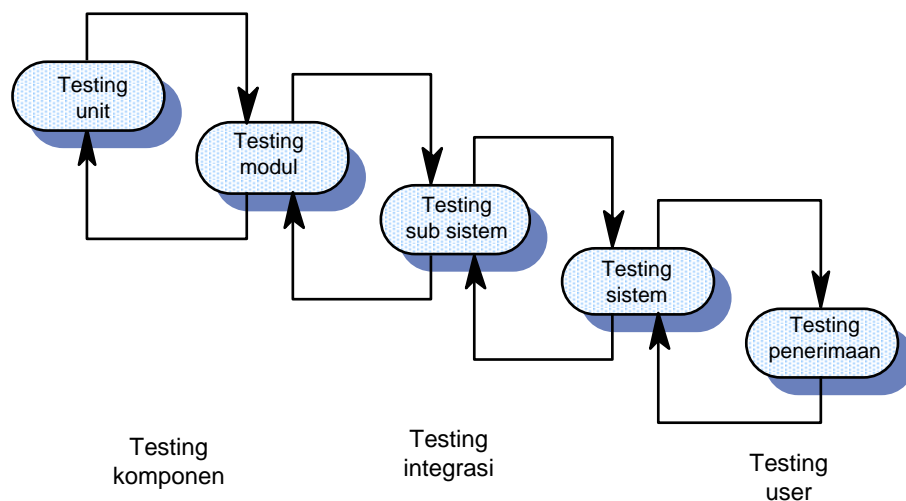 Testing
unit
Testing
modul
Testing
sub sistem
Testing
sistem
Testing
penerimaan
Testing
komponen
Testing
integrasi
Testing
user